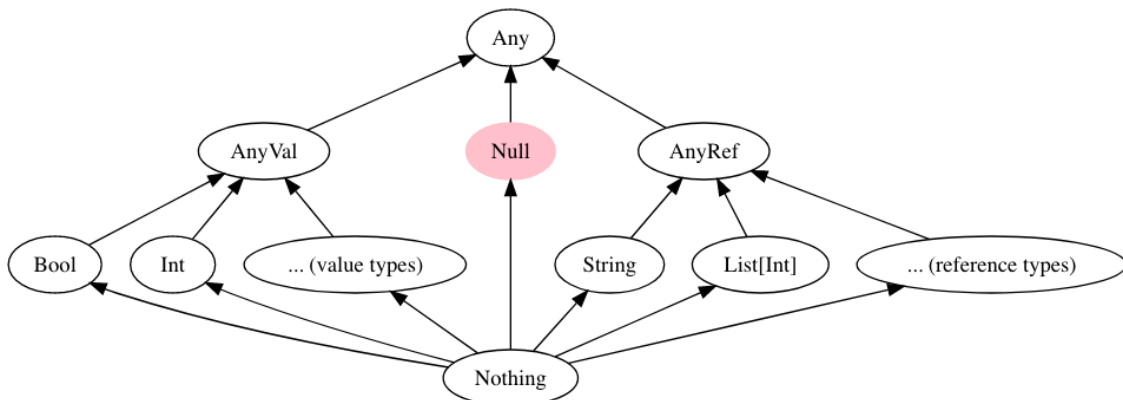 Any
AnyVal
Null
AnyRef
Bool
Int
... (value types)
String
List[Int]
... (reference types)
Nothing